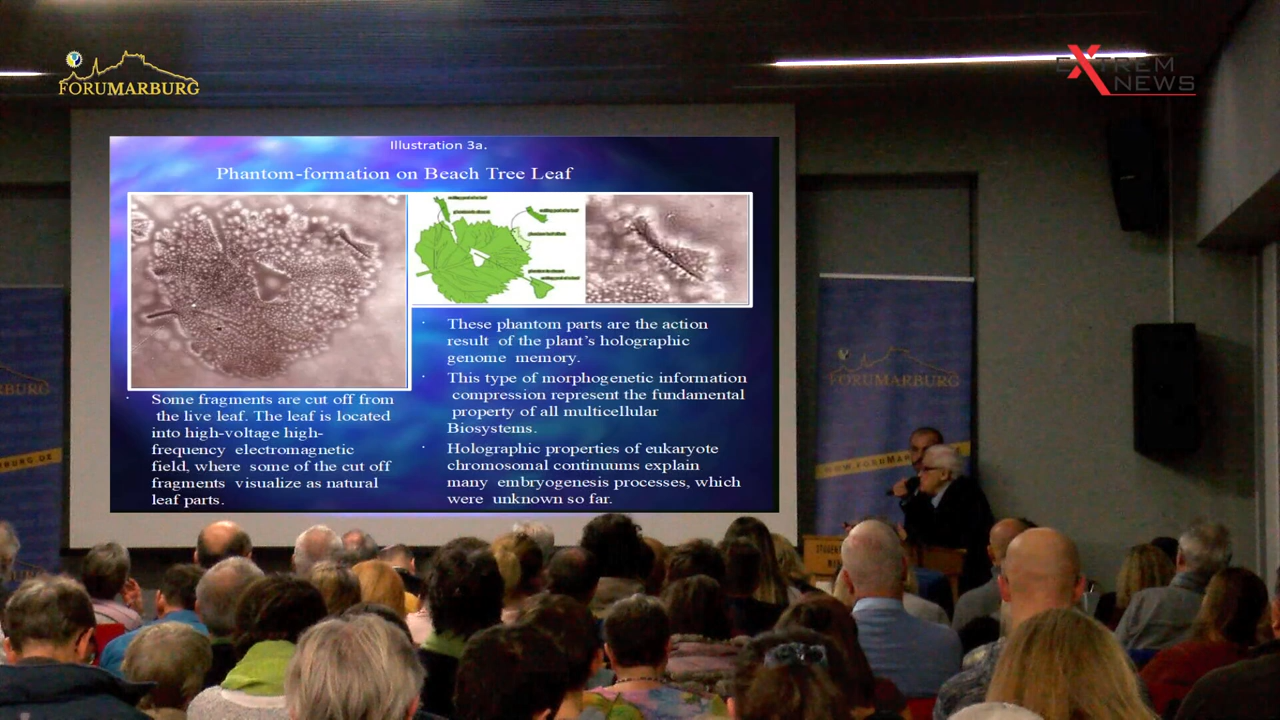 FORUMARBURG
EXTREM
NEWS
Illustration 3a.
Phantom-formation on Beach Tree Leaf
Some fragments are cut off from
the live leaf. The leaf is located
into high-voltage high-
frequency electromagnetic
field, where some of the cut off
fragments visualize as natural
leaf parts.
These phantom parts are the action
result of the plant's holographic
genome memory.
This type of morphogenetic information
compression represent the fundamental
property of all multicellular
Biosystems.
Holographic properties of eukaryote
chromosomal continuums explain
many embryogenesis processes, which
were unknown so far.
FORUMARBURG